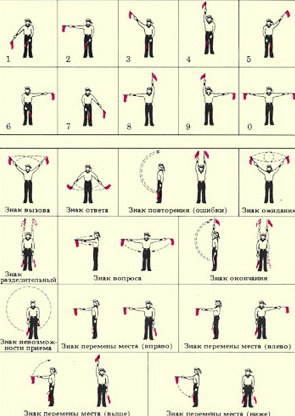 1 2 3 4 5
6 7 8 9 0
Знак вызова
Знак ответа
Знак повторения (ошибки)
Знак ожидания
Знак
разделительный
Знак вопроса
Знак окончания
Знак невозмож-
ности приема
Знак перемены места (вправо)
Знак перемены места (влево)
Знак перемены места (выше)
Знак перемены места (ниже)